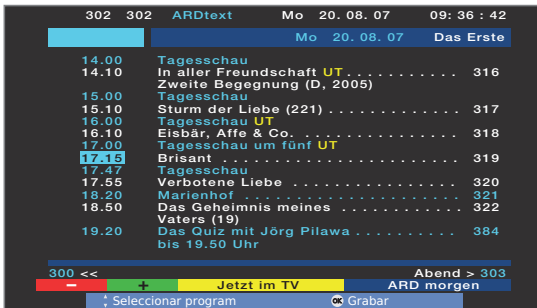 302 302 ARDtext Mo 20. 08. 07 09: 36 : 42
Mo 20. 08. 07 Das Erste
14.00 Tagesschau
14.10 In aller Freundschaft UT . . . . . . . . . . . 316
Zweite Begegnung (D, 2005)
15.00 Tagesschau
15.10 Sturm der Liebe (221) . . . . . . . . . . . . . 317
16.00 Tagesschau UT
16.10 Eisbär, Affe & Co. . . . . . . . . . . . . . . 318
17.00 Tagesschau um fünf UT
17.15 Brisant . . . . . . . . . . . . . . . . . . . . 319
17.47 Tagesschau
17.55 Verbotene Liebe . . . . . . . . . . . . . . 320
18.20 Marienhof . . . . . . . . . . . . . . . . . . 321
18.50 Das Geheimnis meines . . . . . . . . . . 322
Vaters (19)
19.20 Das Quiz mit Jörg Pilawa . . . . . . . . . 384
bis 19.50 Uhr
300 << Abend > 303
− + Jetzt im TV ARD morgen
Seleccionar program OK Grabar